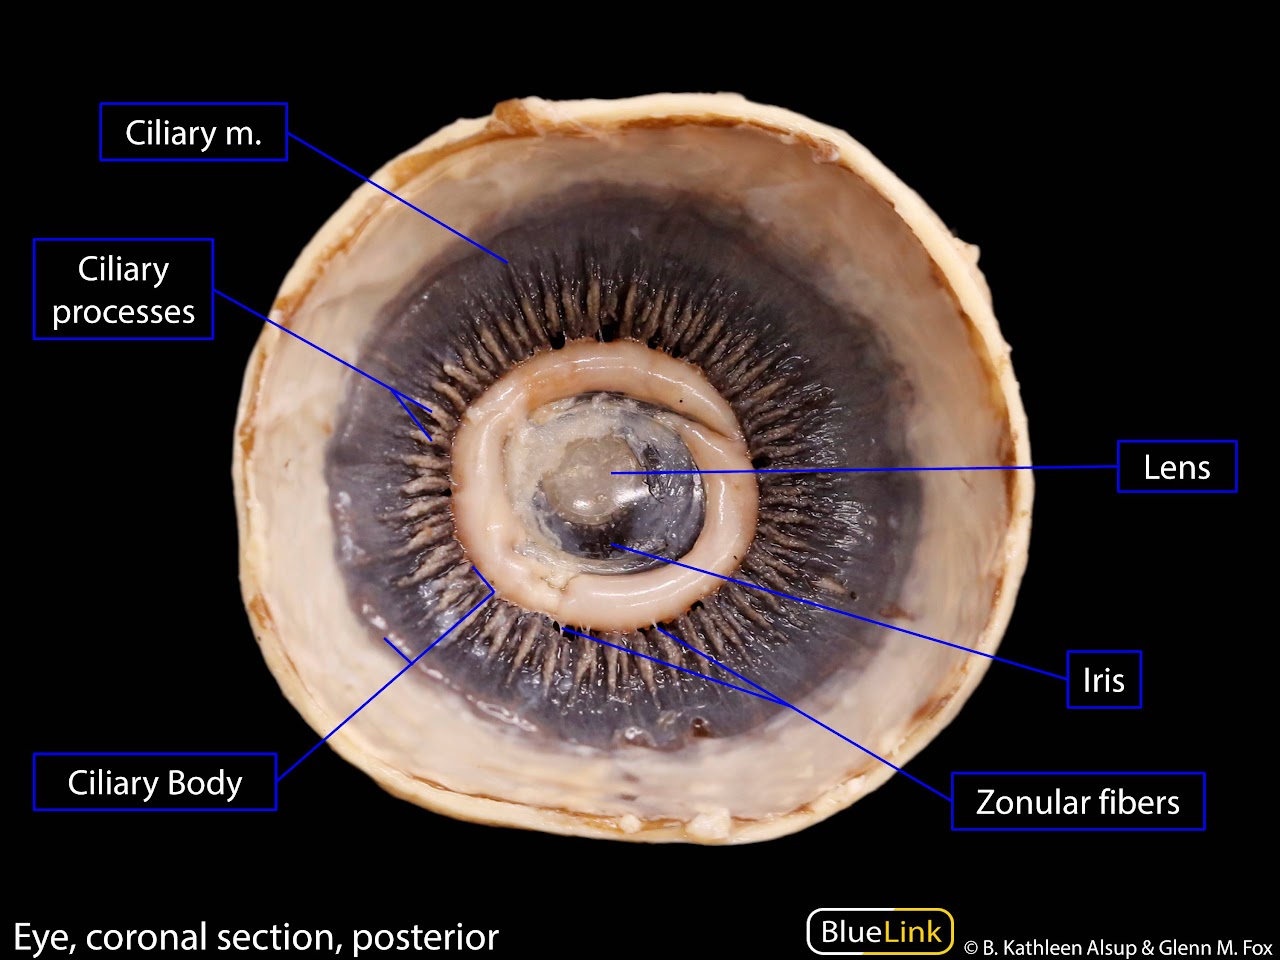 Ciliary m.
Ciliary
processes
Lens
Iris
Ciliary Body
Zonular fibers
Eye, coronal section, posterior
BlueLink
© B. Kathleen Alsup & Glenn M. Fox